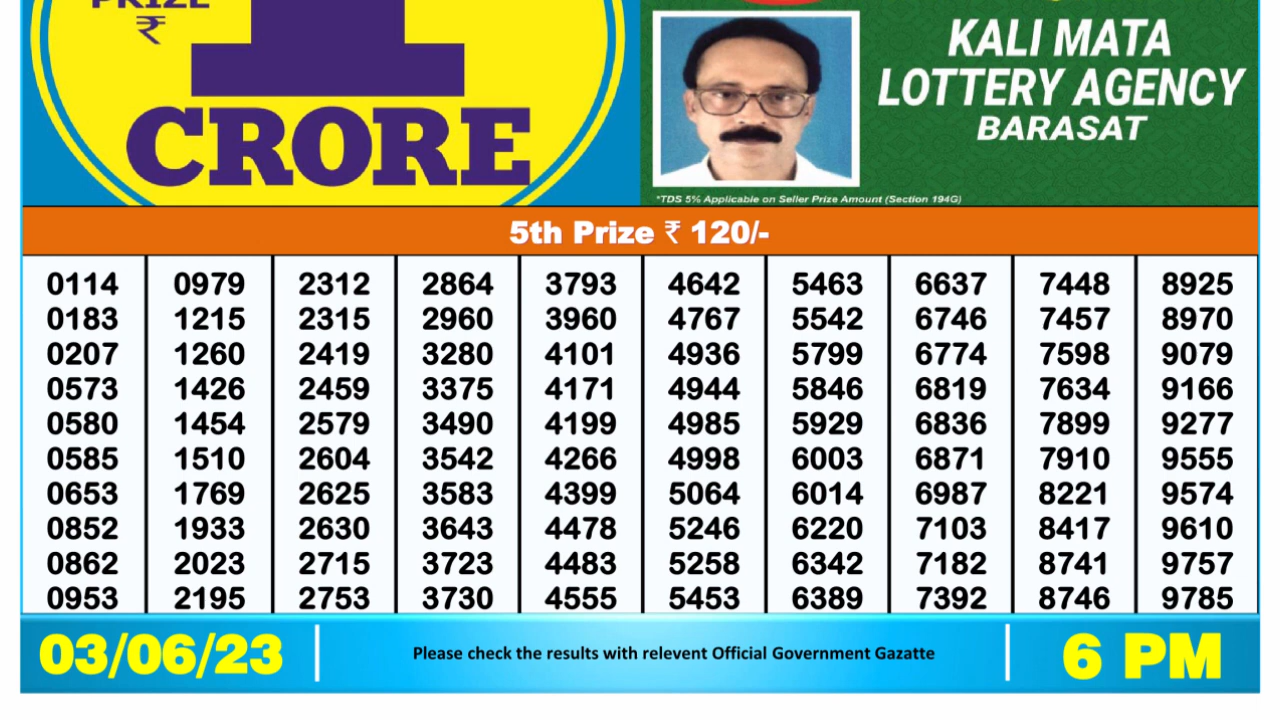 PRIZE
₹
1
CRORE
KALI MATA
LOTTERY AGENCY
BARASAT
*TDS 5% Applicable on Seller Prize Amount (Section 194G)
5th Prize ₹ 120/-
0114 0979 2312 2864 3793 4642 5463 6637 7448 8925
0183 1215 2315 2960 3960 4767 5542 6746 7457 8970
0207 1260 2419 3280 4101 4936 5799 6774 7598 9079
0573 1426 2459 3375 4171 4944 5846 6819 7634 9166
0580 1454 2579 3490 4199 4985 5929 6836 7899 9277
0585 1510 2604 3542 4266 4998 6003 6871 7910 9555
0653 1769 2625 3583 4399 5064 6014 6987 8221 9574
0852 1933 2630 3643 4478 5246 6220 7103 8417 9610
0862 2023 2715 3723 4483 5258 6342 7182 8741 9757
0953 2195 2753 3730 4555 5453 6389 7392 8746 9785
03/06/23
Please check the results with relevent Official Government Gazatte
6 PM